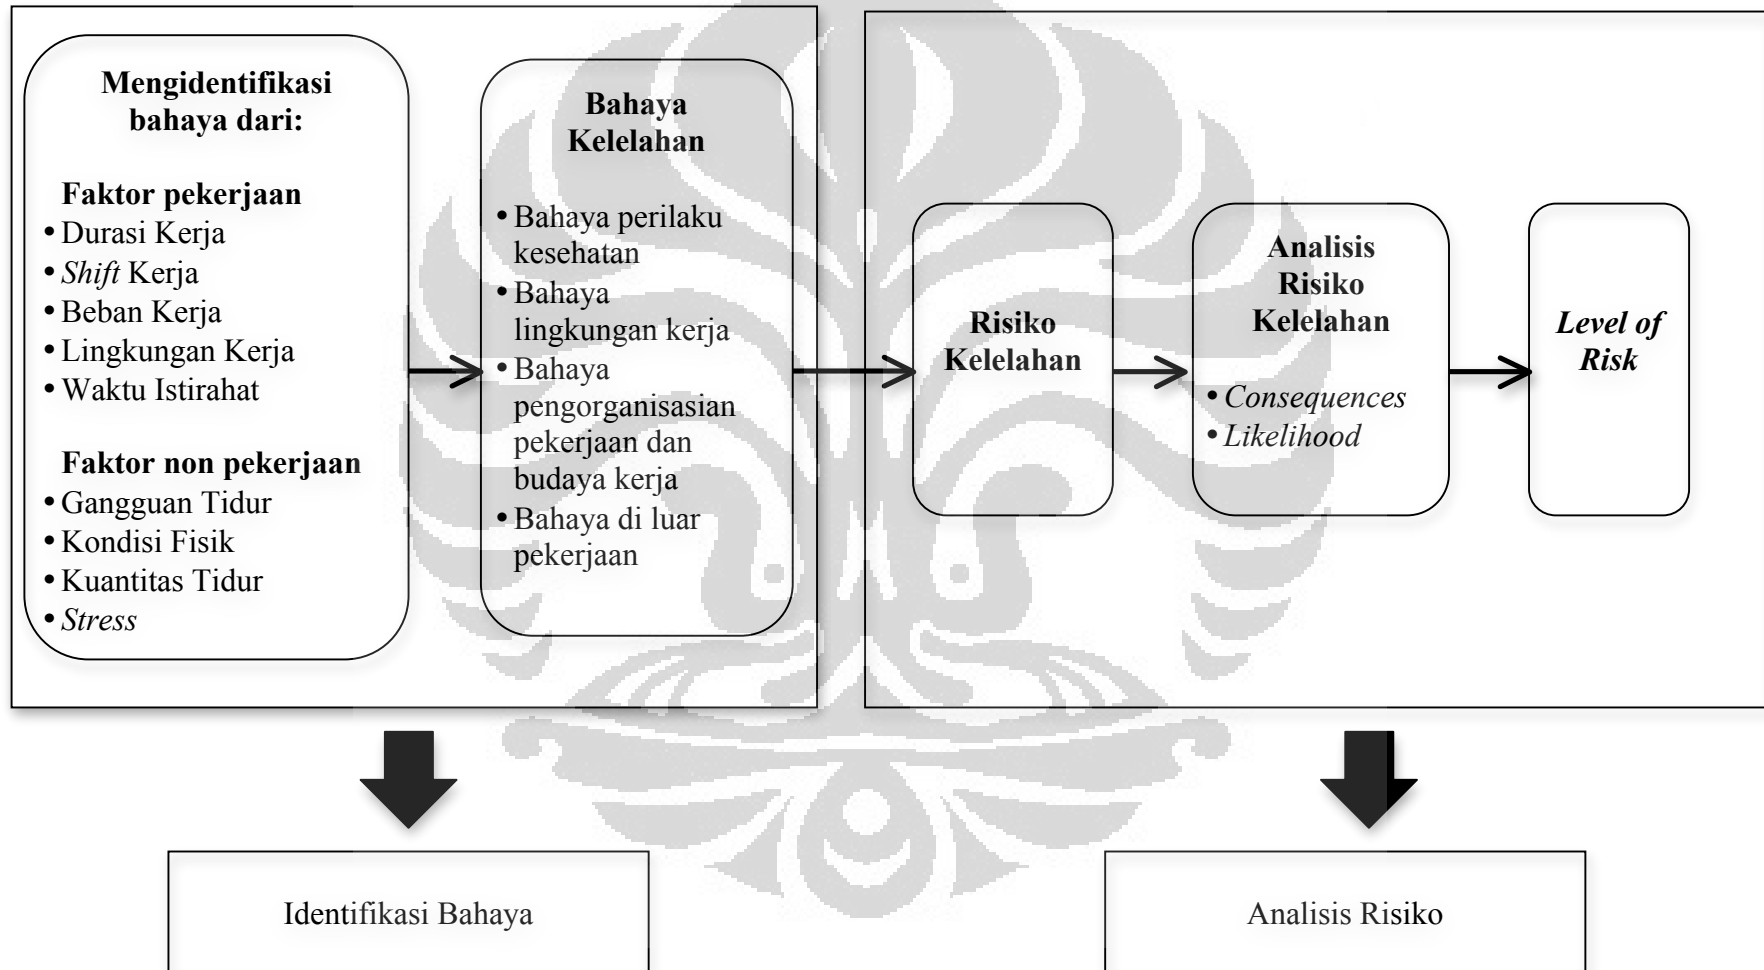 Mengidentifikasi
bahaya dari:
Faktor pekerjaan
• Durasi Kerja
• Shift Kerja
• Beban Kerja
• Lingkungan Kerja
• Waktu Istirahat
Faktor non pekerjaan
• Gangguan Tidur
• Kondisi Fisik
• Kuantitas Tidur
• Stress
Bahaya
Kelelahan
• Bahaya perilaku
kesehatan
• Bahaya
lingkungan kerja
• Bahaya
pengorganisasian
pekerjaan dan
budaya kerja
• Bahaya di luar
pekerjaan
Risiko
Kelelahan
Analisis
Risiko
Kelelahan
• Consequences
• Likelihood
Level of
Risk
Identifikasi Bahaya
Analisis Risiko